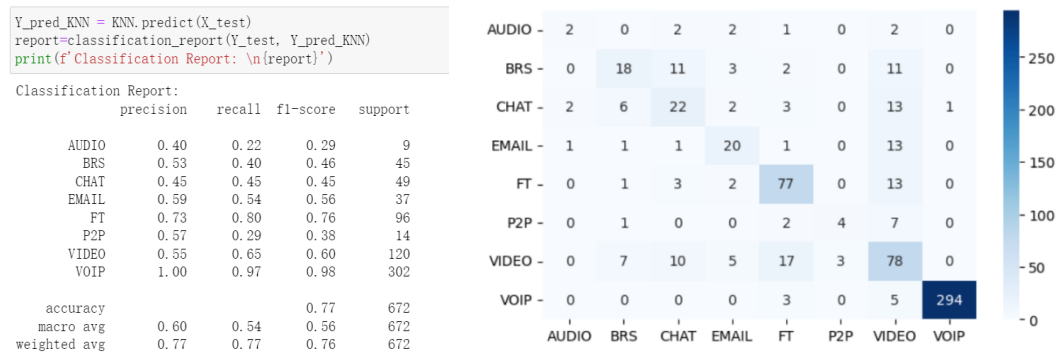 Y_pred_KNN = KNN.predict(X_test)
report=classification_report(Y_test, Y_pred_KNN)
print(f'Classification Report: \n{report}')
Classification Report:
precision recall f1-score support
AUDIO 0.40 0.22 0.29 9
BRS 0.53 0.40 0.46 45
CHAT 0.45 0.45 0.45 49
EMAIL 0.59 0.54 0.56 37
FT 0.73 0.80 0.76 96
P2P 0.57 0.29 0.38 14
VIDEO 0.55 0.65 0.60 120
VOIP 1.00 0.97 0.98 302
accuracy 0.77 672
macro avg 0.60 0.54 0.56 672
weighted avg 0.77 0.77 0.76 672
AUDIO 2 0 2 2 1 0 2 0
BRS 0 18 11 3 2 0 11 0
CHAT 2 6 22 2 3 0 13 1
EMAIL 1 1 1 20 1 0 13 0
FT 0 1 3 2 77 0 13 0
P2P 0 1 0 0 2 4 7 0
VIDEO 0 7 10 5 17 3 78 0
VOIP 0 0 0 0 3 0 5 294
AUDIO BRS CHAT EMAIL FT P2P VIDEO VOIP
250
200
150
100
50
0